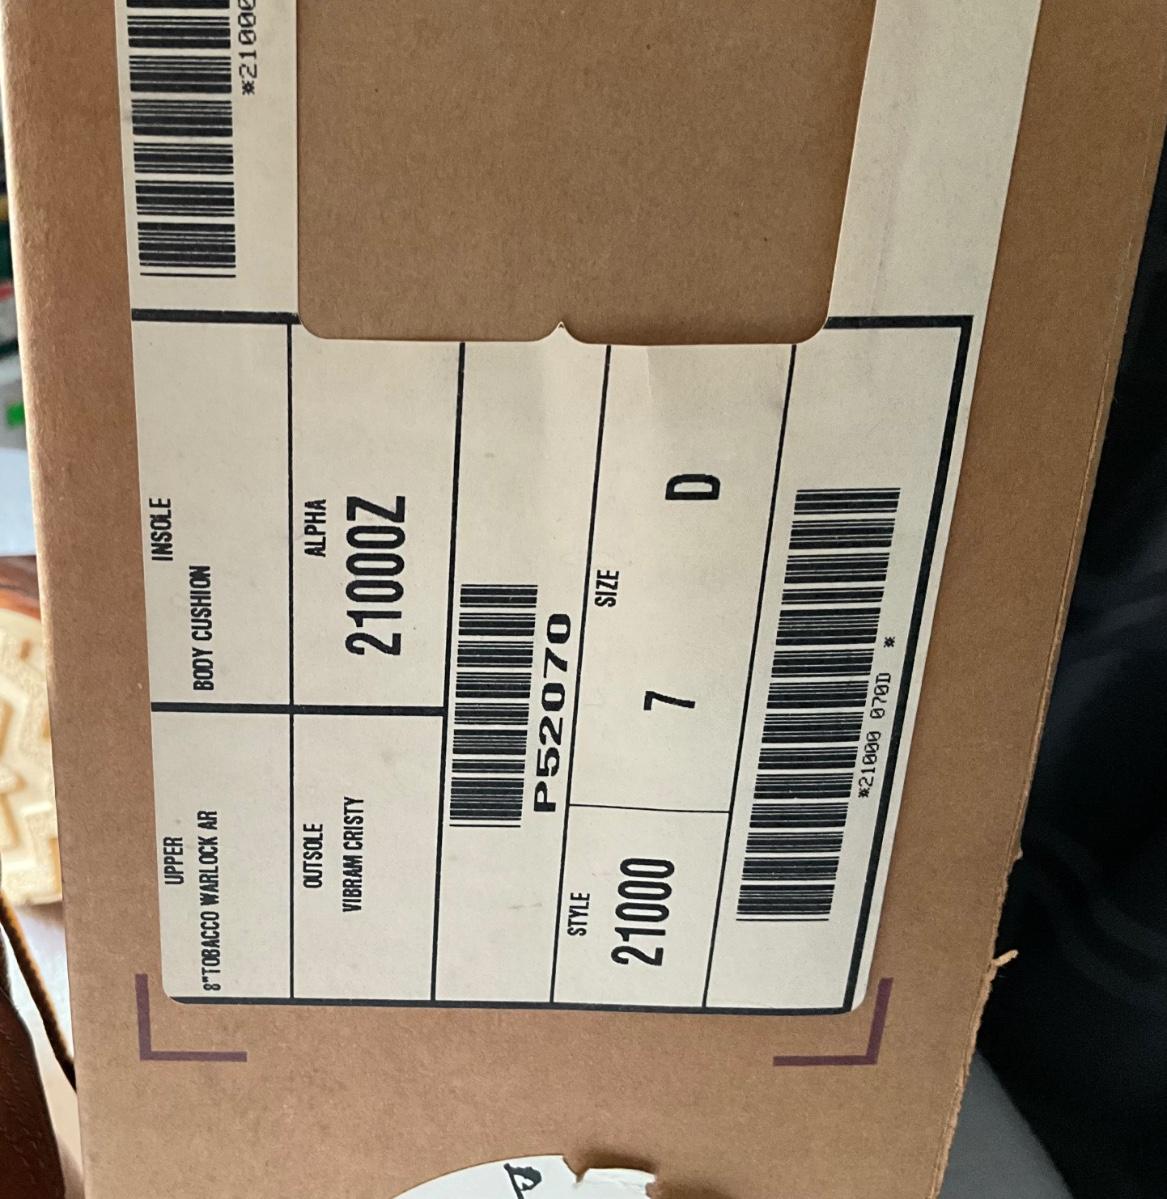 UPPER
8"TOBACCO WARLOCK AR
INSOLE
BODY CUSHION
OUTSOLE
VIBRAM CRISTY
ALPHA
21000Z
P52070
STYLE
21000
SIZE
7 D
*21000 070D *
*21000